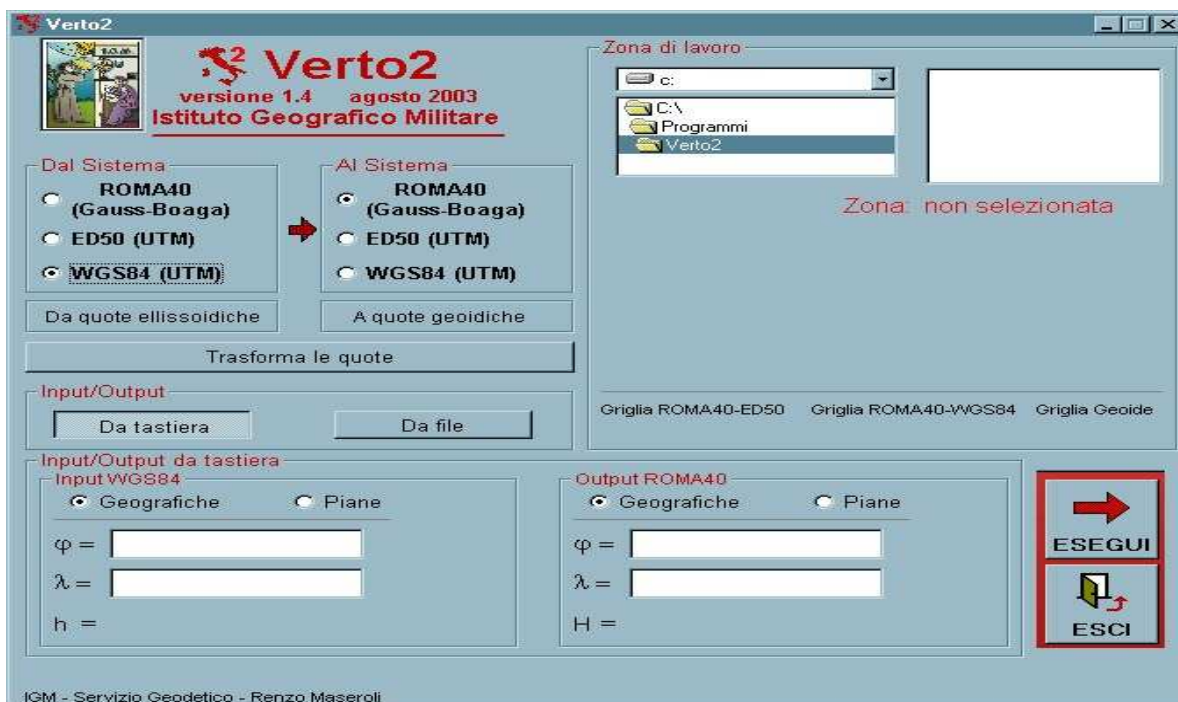 Verto2
I.G.M.
2 Verto2
versione 1.4 agosto 2003
Istituto Geografico Militare
Dal Sistema
ROMA40
(Gauss-Boaga)
ED50 (UTM)
WGS84 (UTM)
Al Sistema
ROMA40
(Gauss-Boaga)
ED50 (UTM)
WGS84 (UTM)
Da quote ellissoidiche
A quote geoidiche
Trasforma le quote
Input/Output
Da tastiera
Da file
Zona di lavoro
c:
C:\
Programmi
Verto2
Zona: non selezionata
Griglia ROMA40-ED50 Griglia ROMA40-WGS84 Griglia Geoide
Input/Output da tastiera
Input WGS84
Geografiche Piane
φ =
λ =
h =
Output ROMA40
Geografiche Piane
φ =
λ =
H =
ESEGUI
ESCI
IGM - Servizio Geodetico - Renzo Maseroli